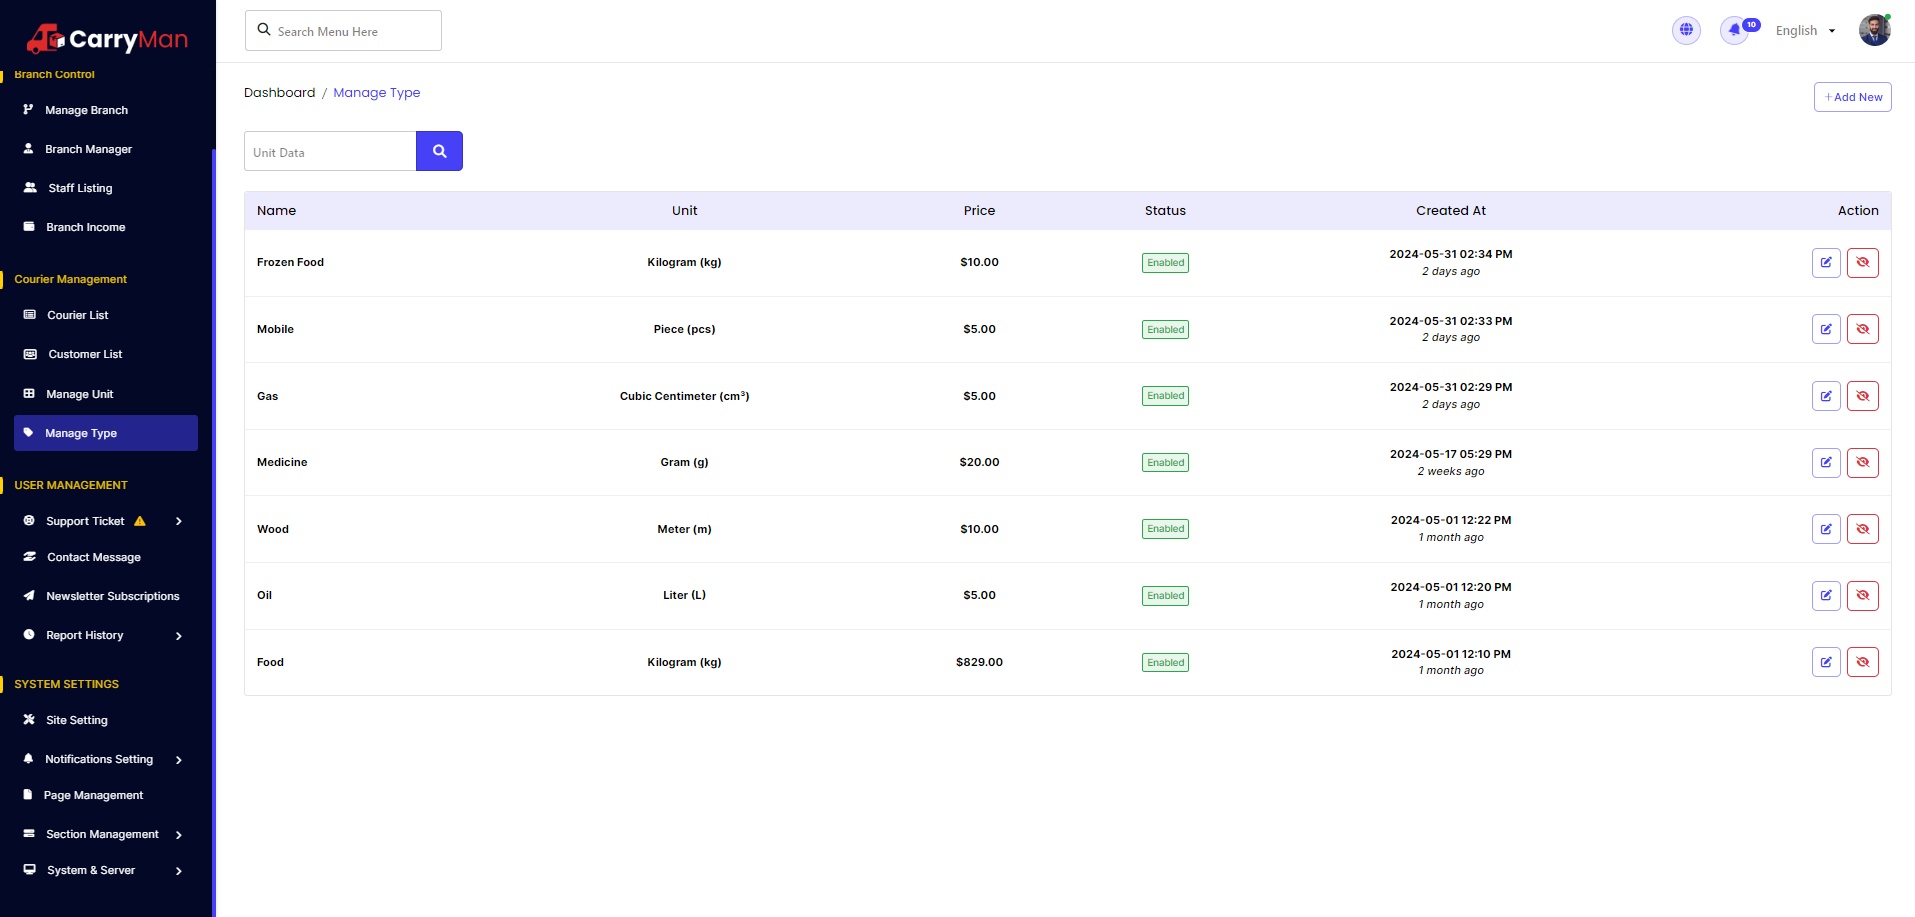 CarryMan
Branch Control
Manage Branch
Branch Manager
Staff Listing
Branch Income
Courier Management
Courier List
Customer List
Manage Unit
Manage Type
USER MANAGEMENT
Support Ticket
Contact Message
Newsletter Subscriptions
Report History
SYSTEM SETTINGS
Site Setting
Notifications Setting
Page Management
Section Management
System & Server
Search Menu Here
10
English
Dashboard / Manage Type
+ Add New
Unit Data
Name Unit Price Status Created At Action
Frozen Food Kilogram (kg) $10.00 Enabled 2024-05-31 02:34 PM
2 days ago
Mobile Piece (pcs) $5.00 Enabled 2024-05-31 02:33 PM
2 days ago
Gas Cubic Centimeter (cm³) $5.00 Enabled 2024-05-31 02:29 PM
2 days ago
Medicine Gram (g) $20.00 Enabled 2024-05-17 05:29 PM
2 weeks ago
Wood Meter (m) $10.00 Enabled 2024-05-01 12:22 PM
1 month ago
Oil Liter (L) $5.00 Enabled 2024-05-01 12:20 PM
1 month ago
Food Kilogram (kg) $829.00 Enabled 2024-05-01 12:10 PM
1 month ago